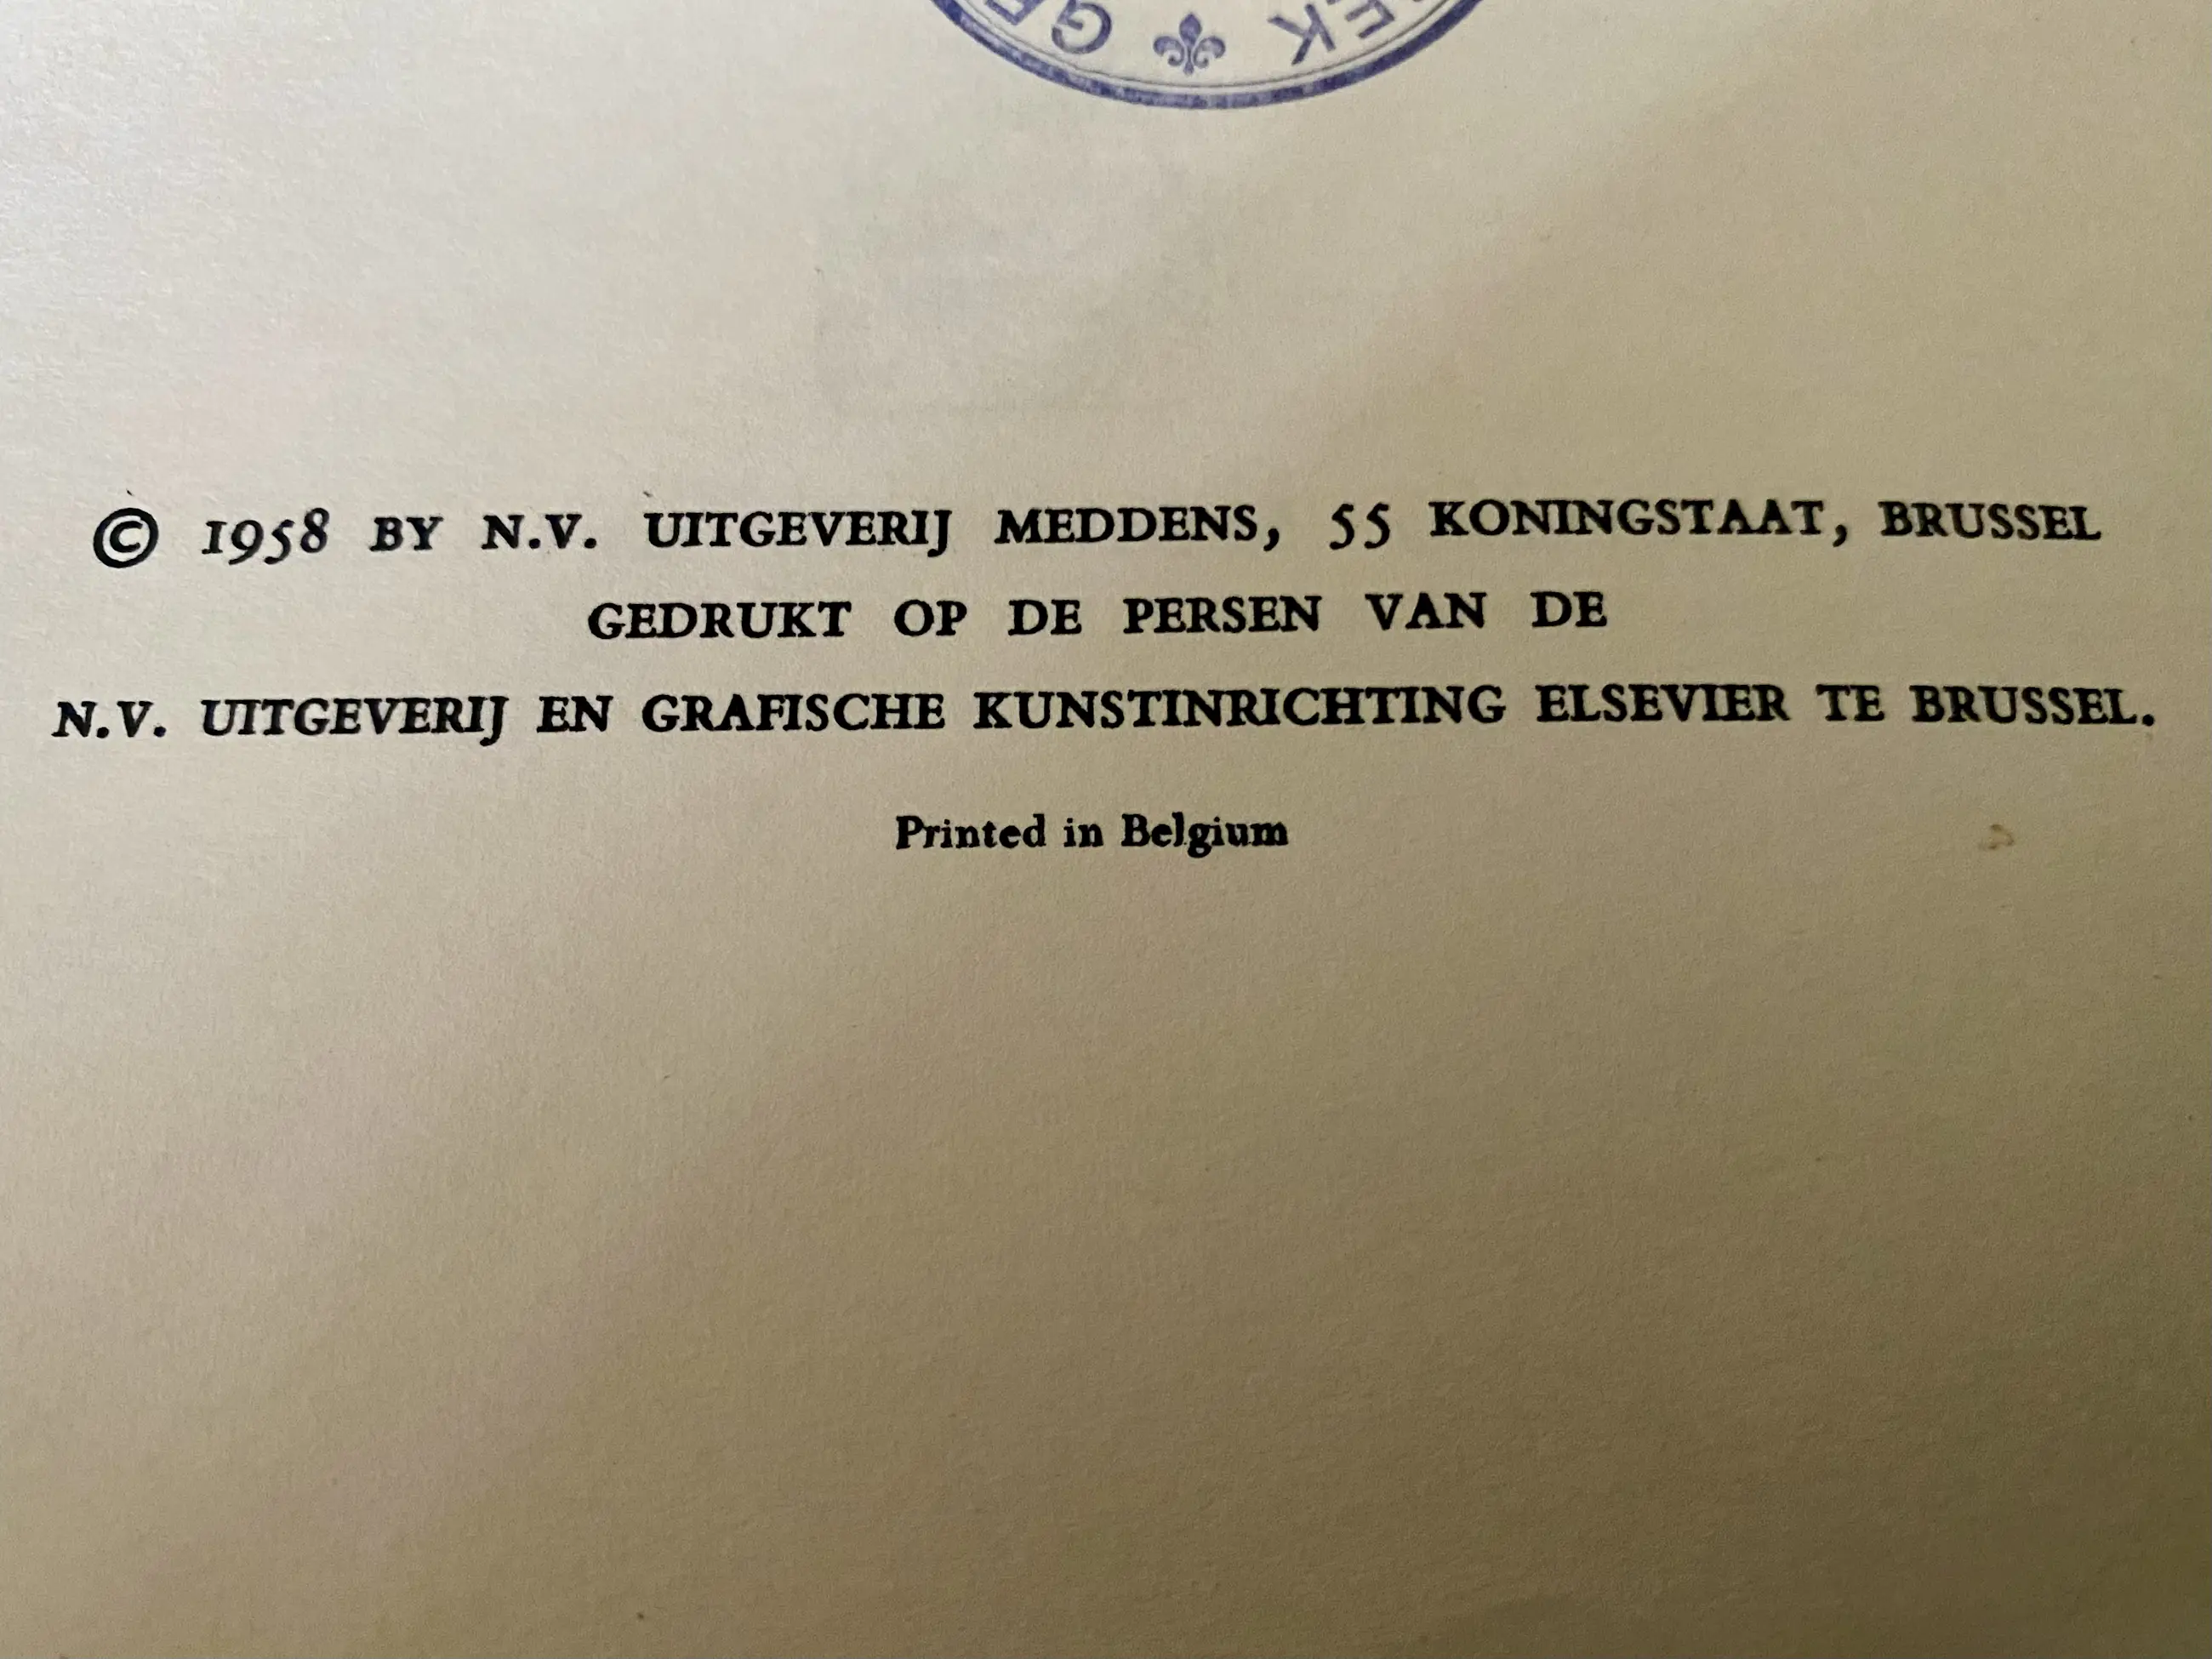 © 1958 BY N.V. UITGEVERIJ MEDDENS, 55 KONINGSTAAT, BRUSSEL
GEDRUKT OP DE PERSEN VAN DE
N.V. UITGEVERIJ EN GRAFISCHE KUNSTINRICHTING ELSEVIER TE BRUSSEL.
Printed in Belgium